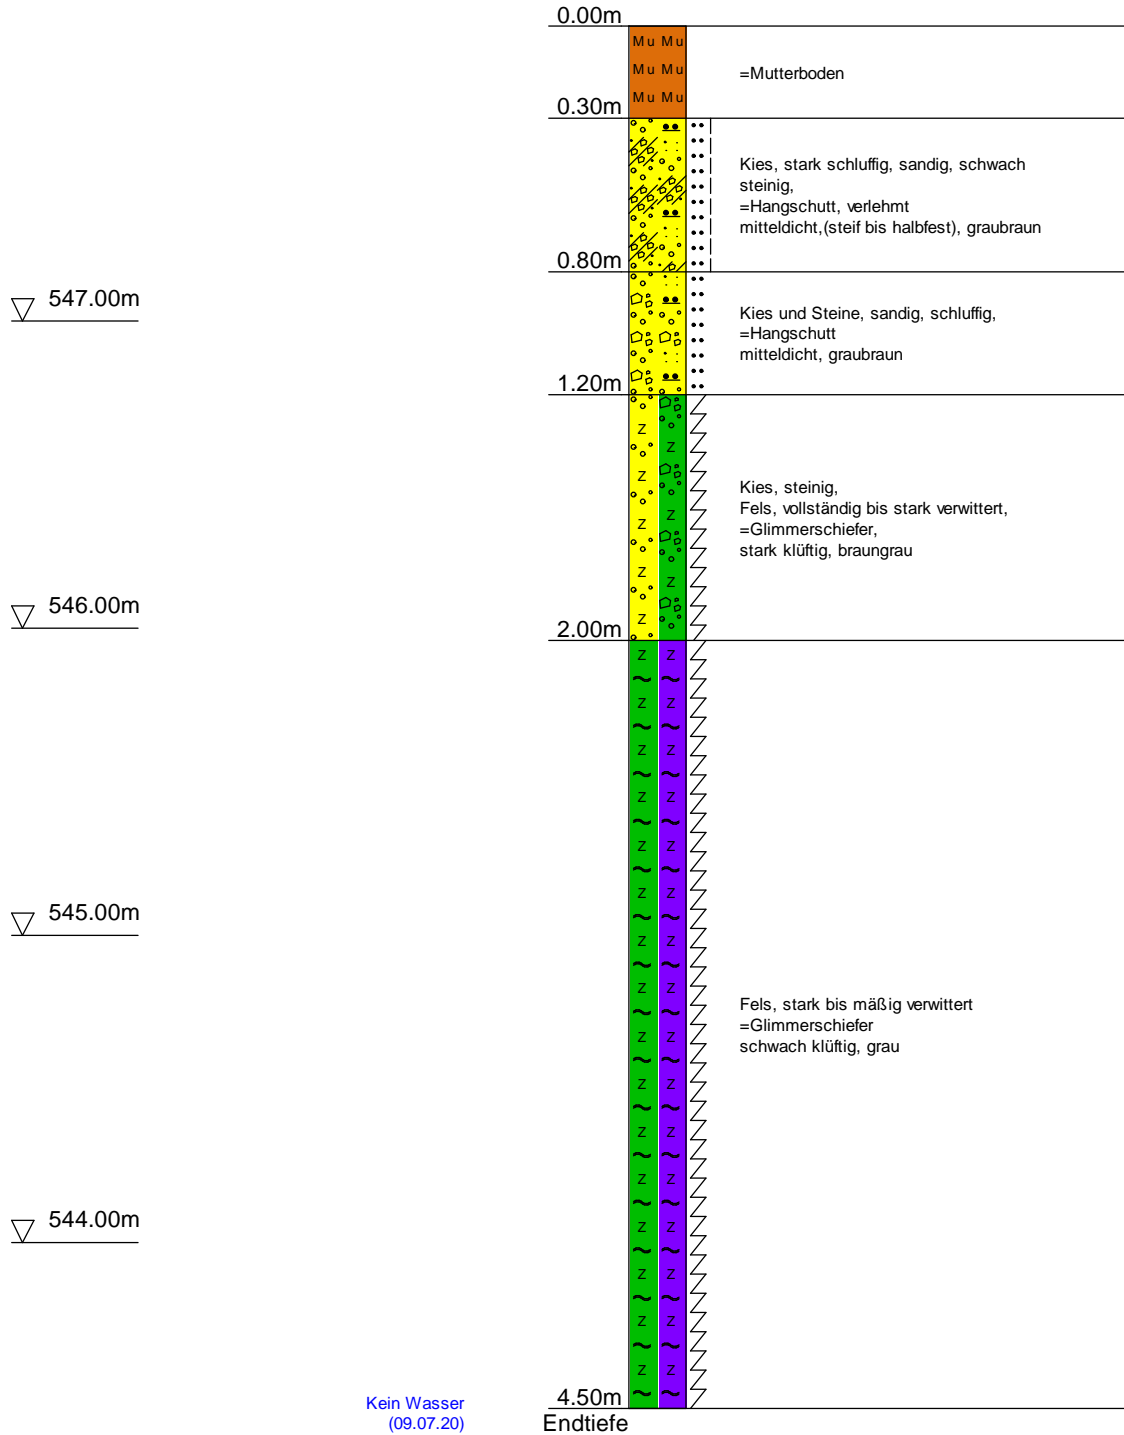 0.00m
Mu Mu
Mu Mu
Mu Mu
=Mutterboden
0.30m
Kies, stark schluffig, sandig, schwach
steinig,
=Hangschutt, verlehmt
mitteldicht,(steif bis halbfest), graubraun
0.80m
547.00m
Kies und Steine, sandig, schluffig,
=Hangschutt
mitteldicht, graubraun
1.20m
Z
Z
Z
Z
Z
Z
Z
Z
Kies, steinig,
Fels, vollständig bis stark verwittert,
=Glimmerschiefer,
stark klüftig, braungrau
546.00m
2.00m
Z Z
Z Z
Z Z
Z Z
Z Z
Z Z
545.00m
Z Z
Z Z
Fels, stark bis mäßig verwittert
=Glimmerschiefer
schwach klüftig, grau
Z Z
Z Z
Z Z
Z Z
544.00m
Z Z
Z Z
Z Z
Z Z
4.50m
Kein Wasser
(09.07.20)
Endtiefe